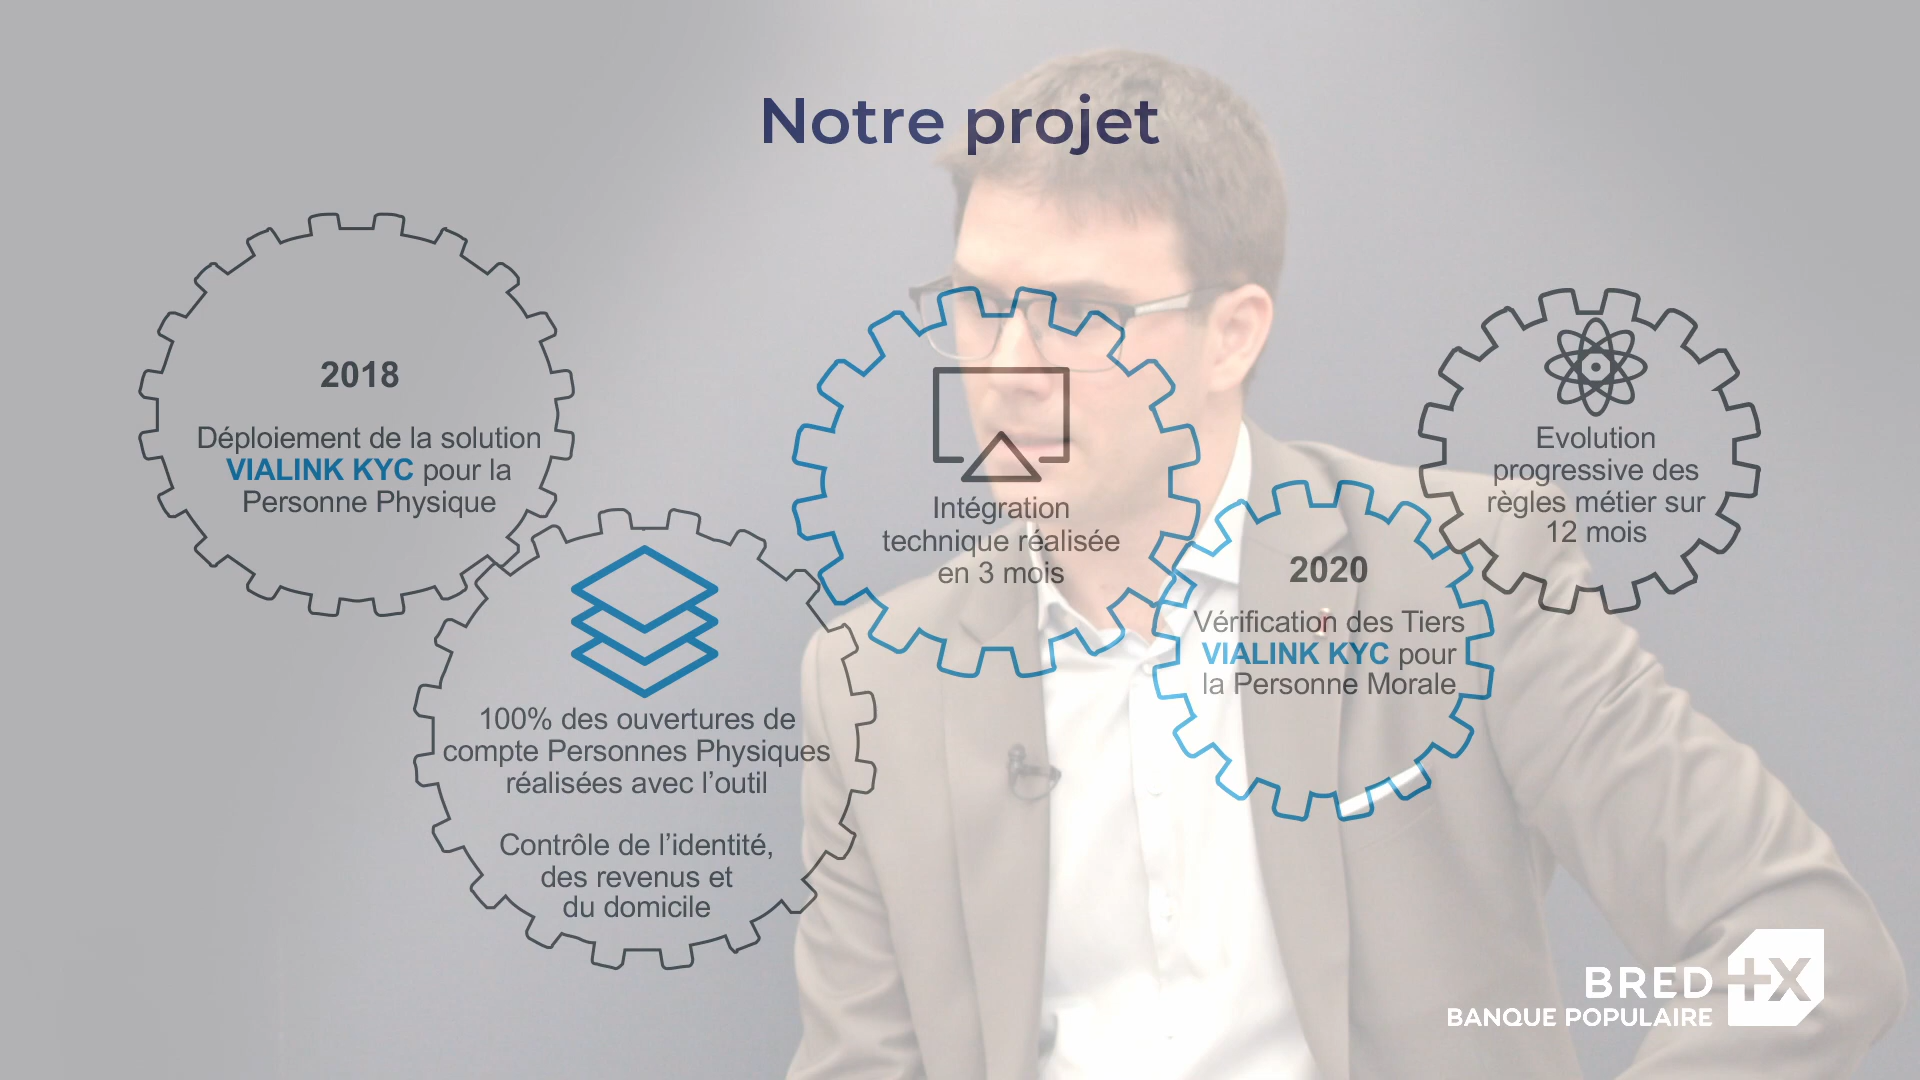 Notre projet
2018
Déploiement de la solution
VIALINK KYC pour la
Personne Physique
100% des ouvertures de
compte Personnes Physiques
réalisées avec l’outil
Contrôle de l’identité,
des revenus et
du domicile
Intégration
technique réalisée
en 3 mois
2020
Vérification des Tiers
VIALINK KYC pour
la Personne Morale
Evolution
progressive des
règles métier sur
12 mois
BRED
BANQUE POPULAIRE